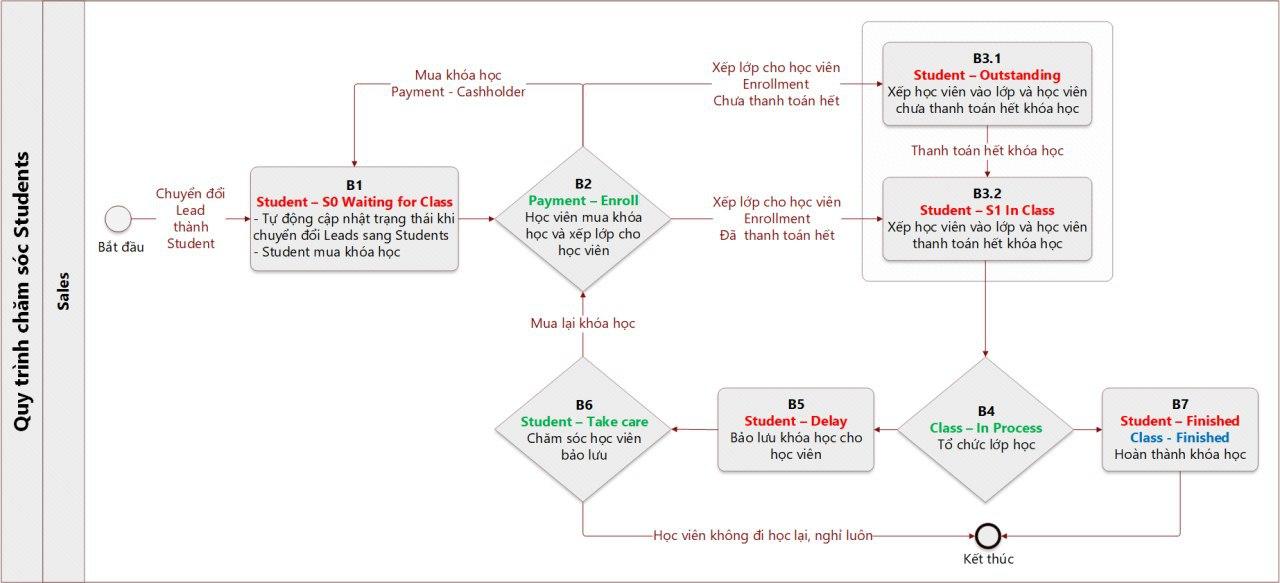 Quy trình chăm sóc Students
Sales
Bắt đầu
Chuyển đổi
Lead
thành
Student
B1
Student – S0 Waiting for Class
- Tự động cập nhật trạng thái khi
chuyển đổi Leads sang Students
- Student mua khóa học
Mua khóa học
Payment - Cashholder
B2
Payment – Enroll
Học viên mua khóa
học và xếp lớp cho
học viên
Xếp lớp cho học viên
Enrollment
Chưa thanh toán hết
Xếp lớp cho học viên
Enrollment
Đã thanh toán hết
B3.1
Student – Outstanding
Xếp học viên vào lớp và học viên
chưa thanh toán hết khóa học
Thanh toán hết khóa học
B3.2
Student – S1 In Class
Xếp học viên vào lớp và học viên
thanh toán hết khóa học
Mua lại khóa học
B6
Student – Take care
Chăm sóc học viên
bảo lưu
B5
Student – Delay
Bảo lưu khóa học cho
học viên
B4
Class – In Process
Tổ chức lớp học
B7
Student – Finished
Class - Finished
Hoàn thành khóa học
Học viên không đi học lại, nghỉ luôn
Kết thúc